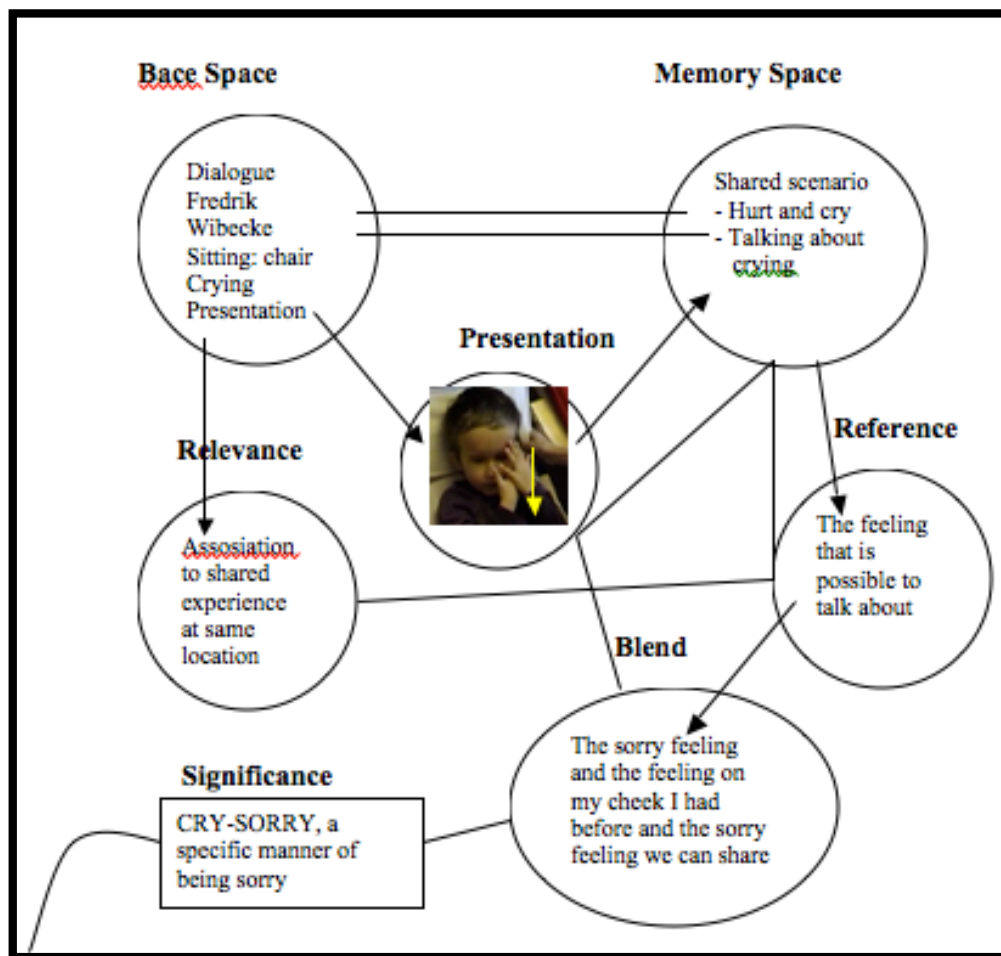 Bace Space
Memory Space
Dialogue
Fredrik
Wibecke
Sitting: chair
Crying
Presentation
Shared scenario
- Hurt and cry
- Talking about
crying
Presentation
Relevance
Reference
Assosiation
to shared
experience
at same
location
The feeling
that is
possible to
talk about
Blend
The sorry feeling
and the feeling on
my cheek I had
before and the sorry
feeling we can share
Significance
CRY-SORRY, a
specific manner of
being sorry